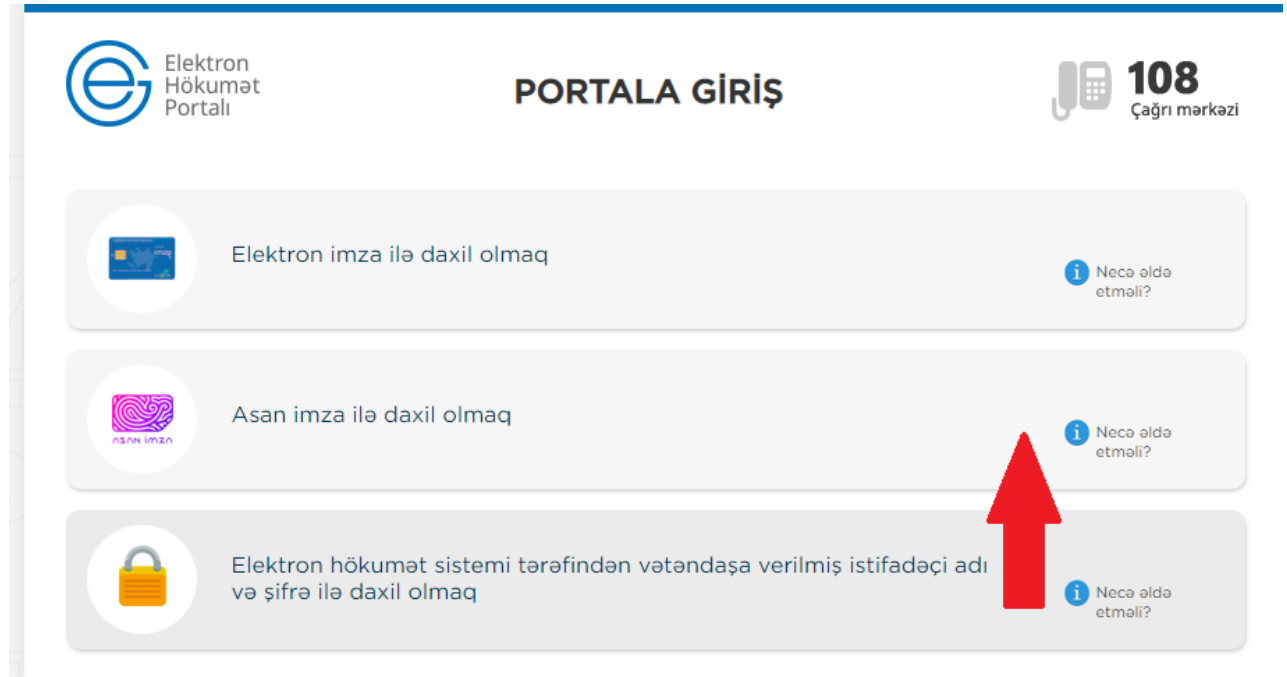 Elektron
Hökumət
Portalı
PORTALA GİRİŞ
108
Çağrı mərkəzi
Elektron imza ilə daxil olmaq
Necə əldə
etməli?
Asan imza ilə daxil olmaq
ASAN İMZA
Necə əldə
etməli?
Elektron hökumət sistemi tərəfindən vətəndaşa verilmiş istifadəçi adı
və şifrə ilə daxil olmaq
Necə əldə
etməli?